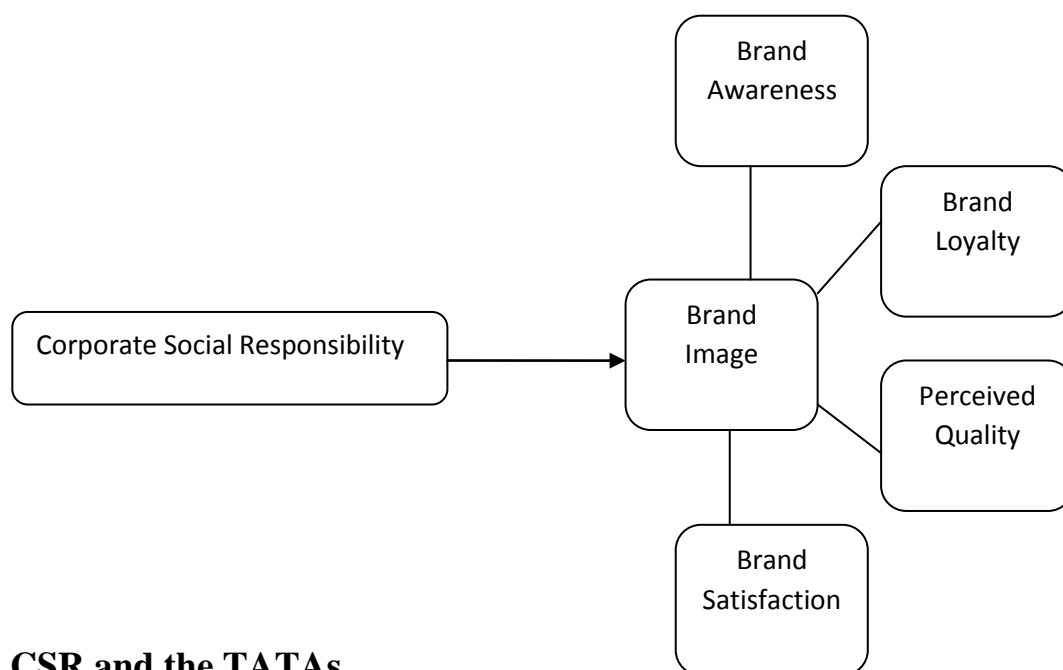 Brand
Awareness
Brand
Loyalty
Corporate Social Responsibility
Brand
Image
Perceived
Quality
Brand
Satisfaction
CSR and the TATAs